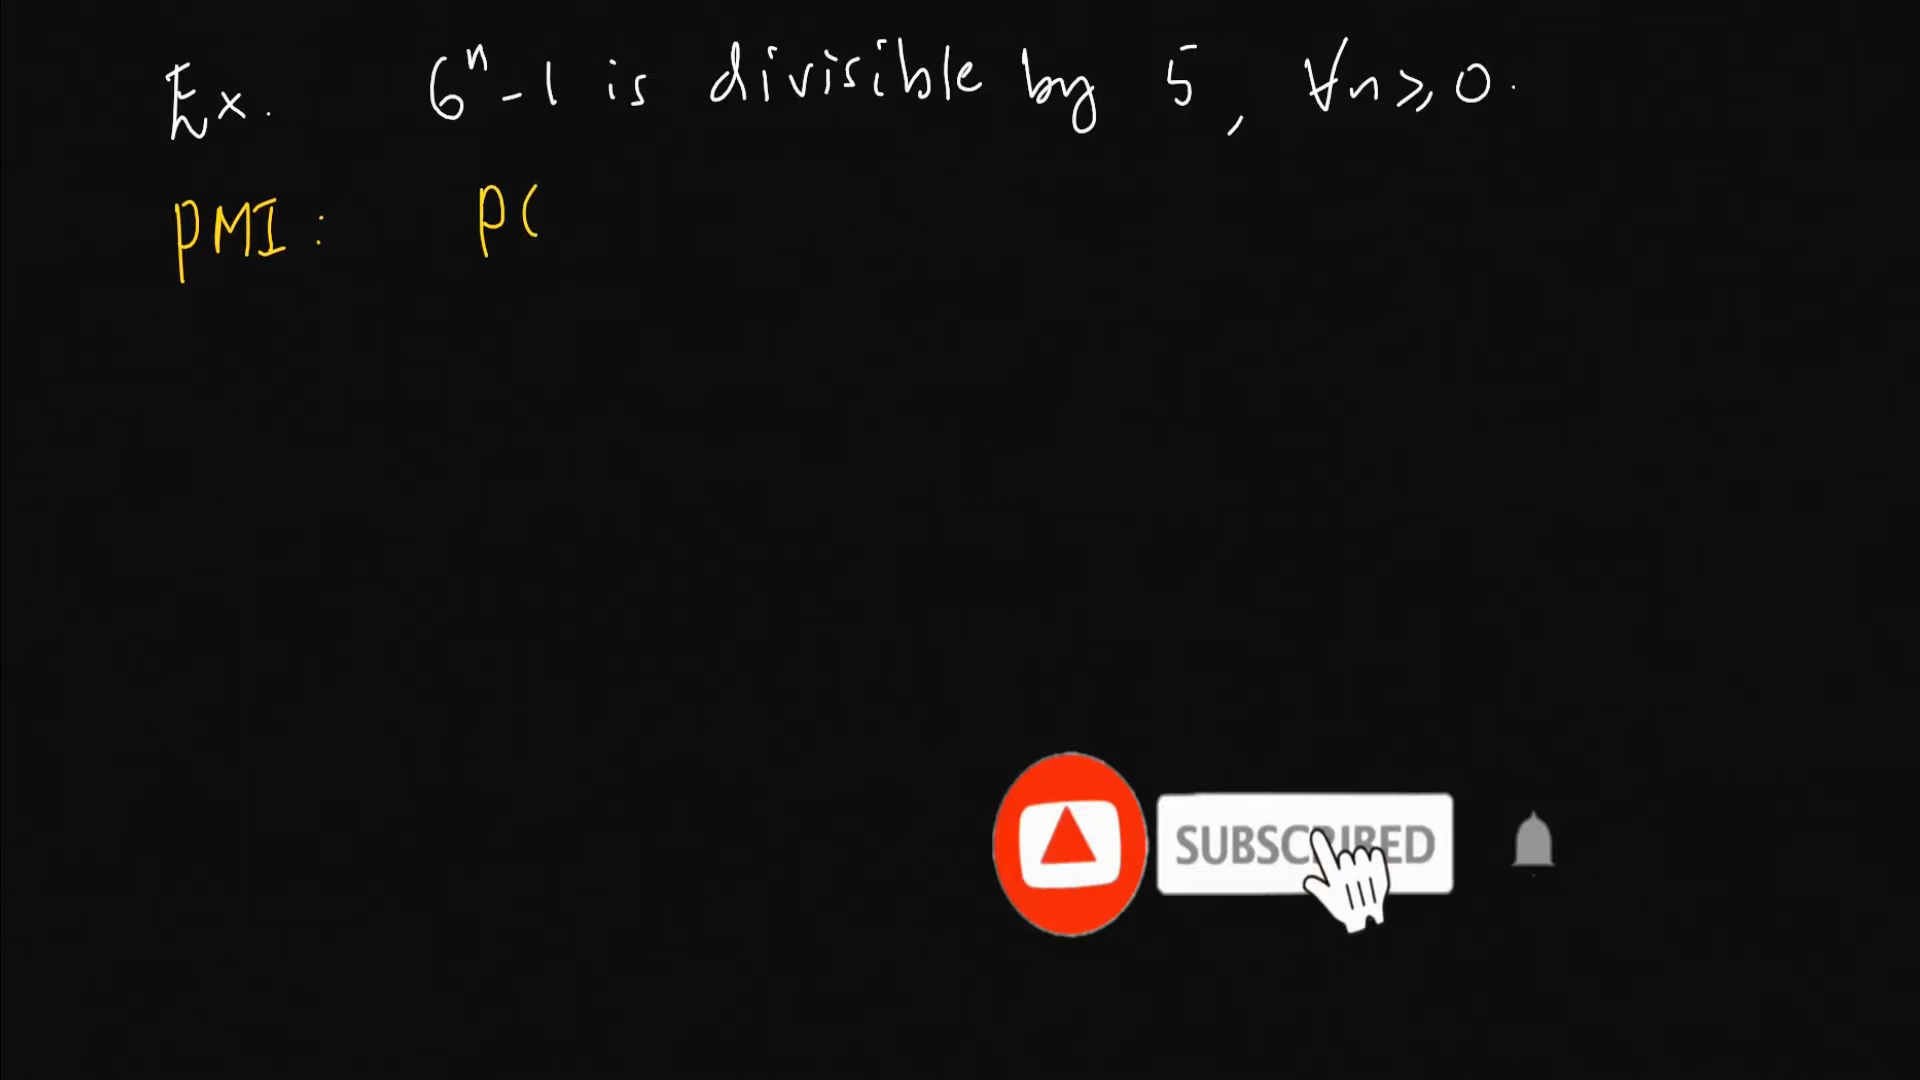 Ex. 6ⁿ-1 is divisible by 5, ∀n⩾0.
PMI: P(
SUBSCRIBED